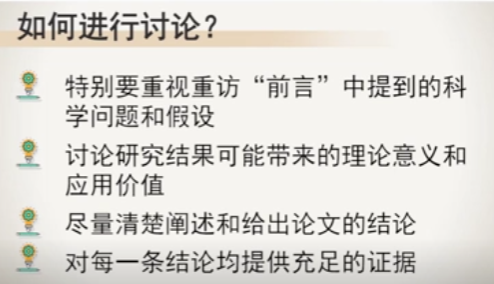 如何进行讨论？
特别要重视重访“前言”中提到的科
学问题和假设
讨论研究结果可能带来的理论意义和
应用价值
尽量清楚阐述和给出论文的结论
对每一条结论均提供充足的证据